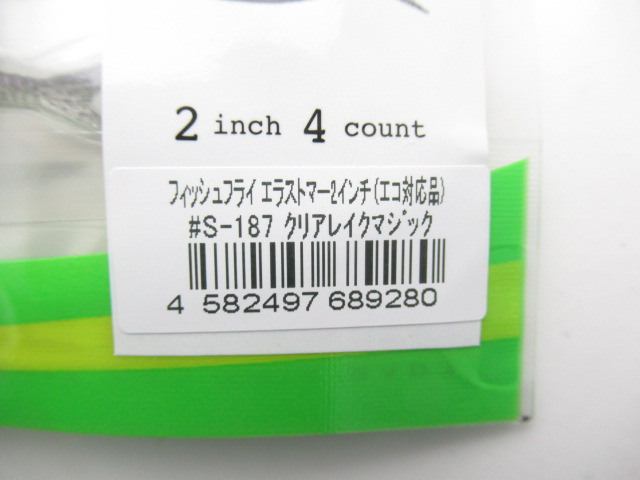 2 inch 4 count
フィッシュフライ エラストマー2インチ(エコ対応品)
#S-187 クリアレイクマジック
4 582497 689280